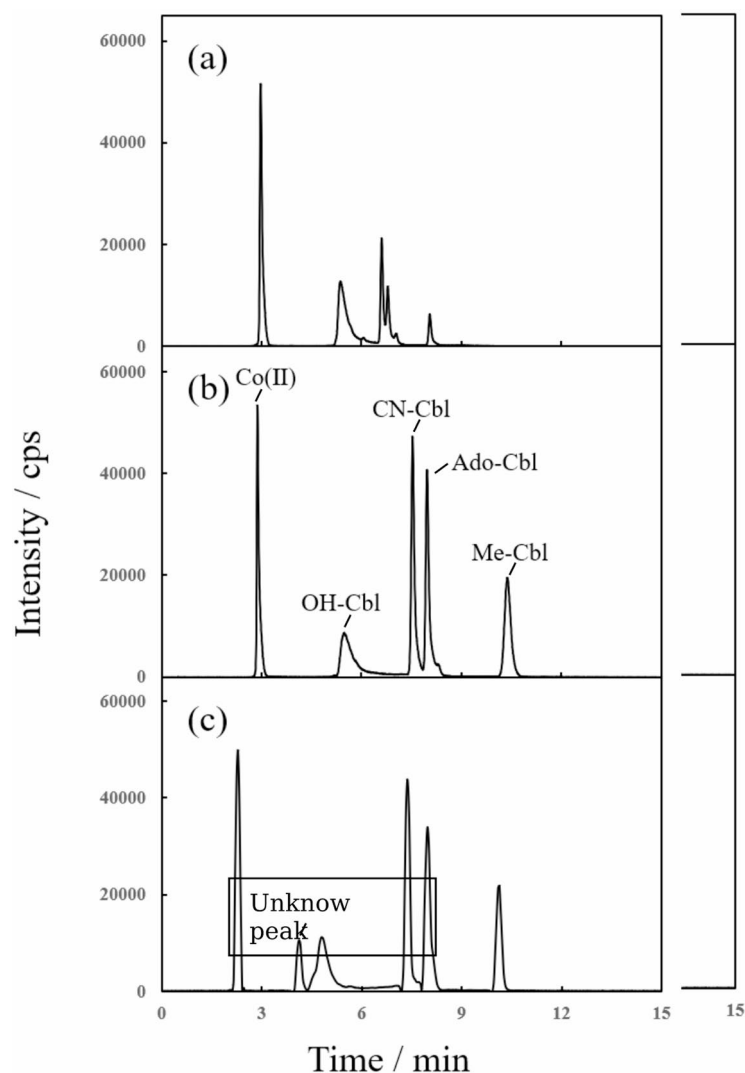 (a)
60000
40000
20000
0
(b)
Co(II)
CN-Cbl
Ado-Cbl
Me-Cbl
OH-Cbl
60000
40000
20000
0
(c)
60000
40000
20000
0
Unknow
peak
0 3 6 9 12 15 15
Time / min
Intensity / cps